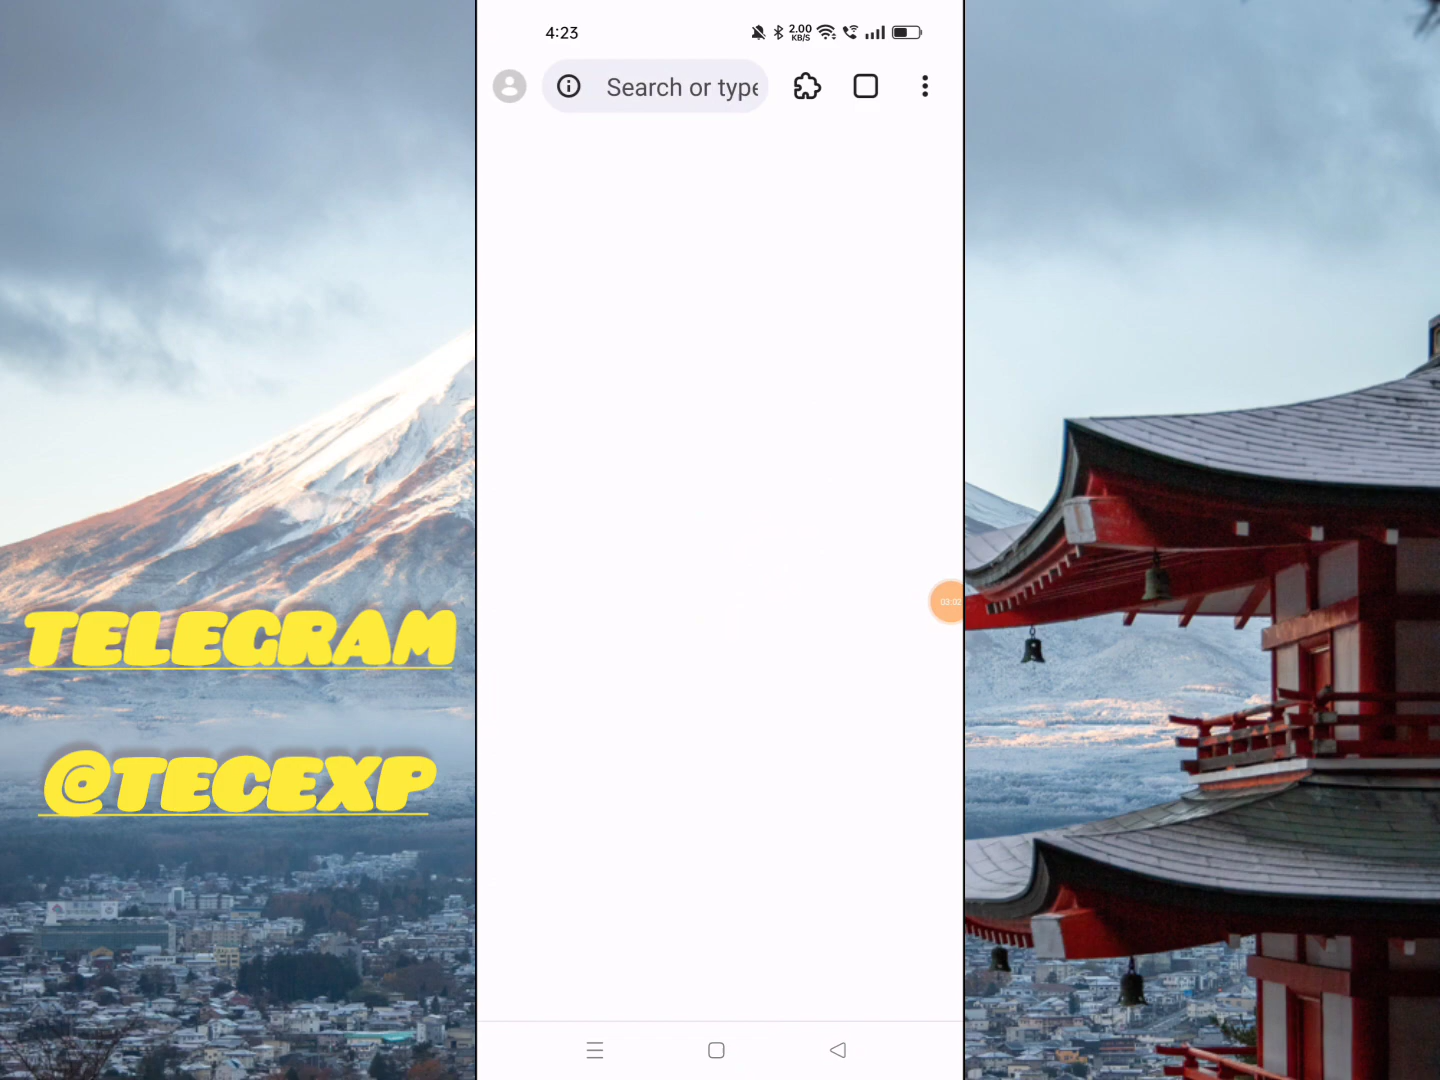 4:23
2.00
KB/S
Search or type
TELEGRAM
@TECEXP